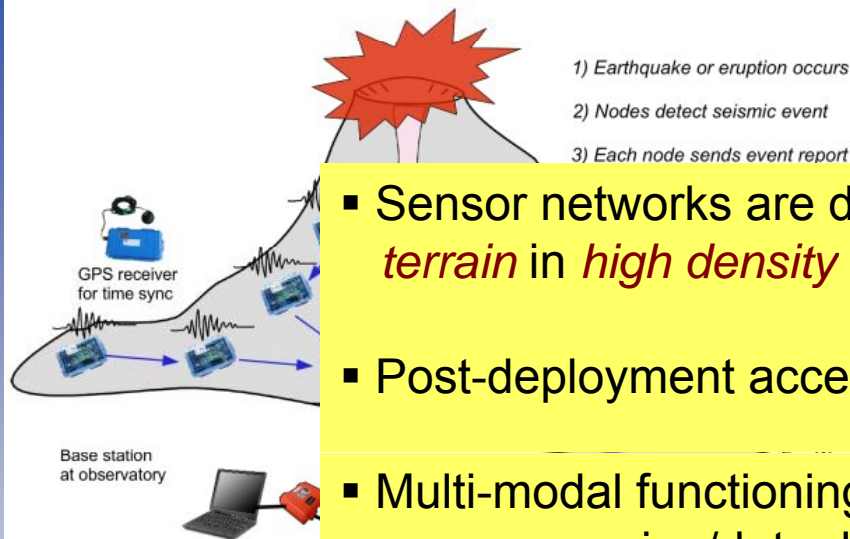 1) Earthquake or eruption occurs
2) Nodes detect seismic event
3) Each node sends event report
▪ Sensor networks are d
terrain in high density
GPS receiver
for time sync
▪ Post-deployment acce
Base station
at observatory
▪ Multi-modal functioning